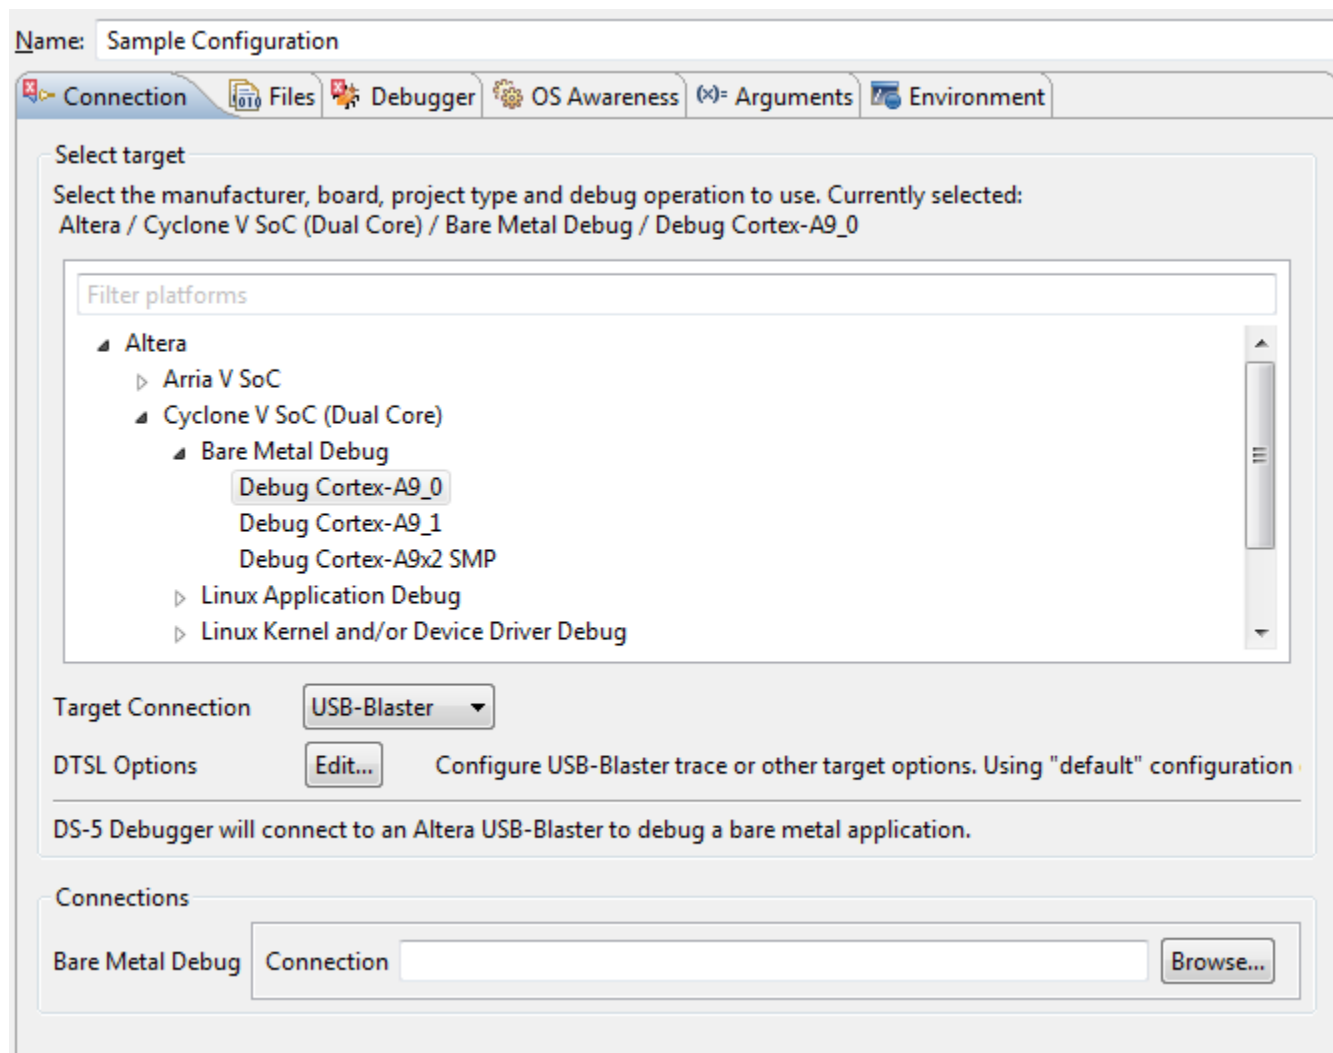 Name: Sample Configuration
Connection Files Debugger OS Awareness (x)= Arguments Environment
Select target
Select the manufacturer, board, project type and debug operation to use. Currently selected:
Altera / Cyclone V SoC (Dual Core) / Bare Metal Debug / Debug Cortex-A9_0
Filter platforms
Altera
Arria V SoC
Cyclone V SoC (Dual Core)
Bare Metal Debug
Debug Cortex-A9_0
Debug Cortex-A9_1
Debug Cortex-A9x2 SMP
Linux Application Debug
Linux Kernel and/or Device Driver Debug
Target Connection USB-Blaster
DTSL Options Edit... Configure USB-Blaster trace or other target options. Using "default" configuration
DS-5 Debugger will connect to an Altera USB-Blaster to debug a bare metal application.
Connections
Bare Metal Debug Connection Browse...